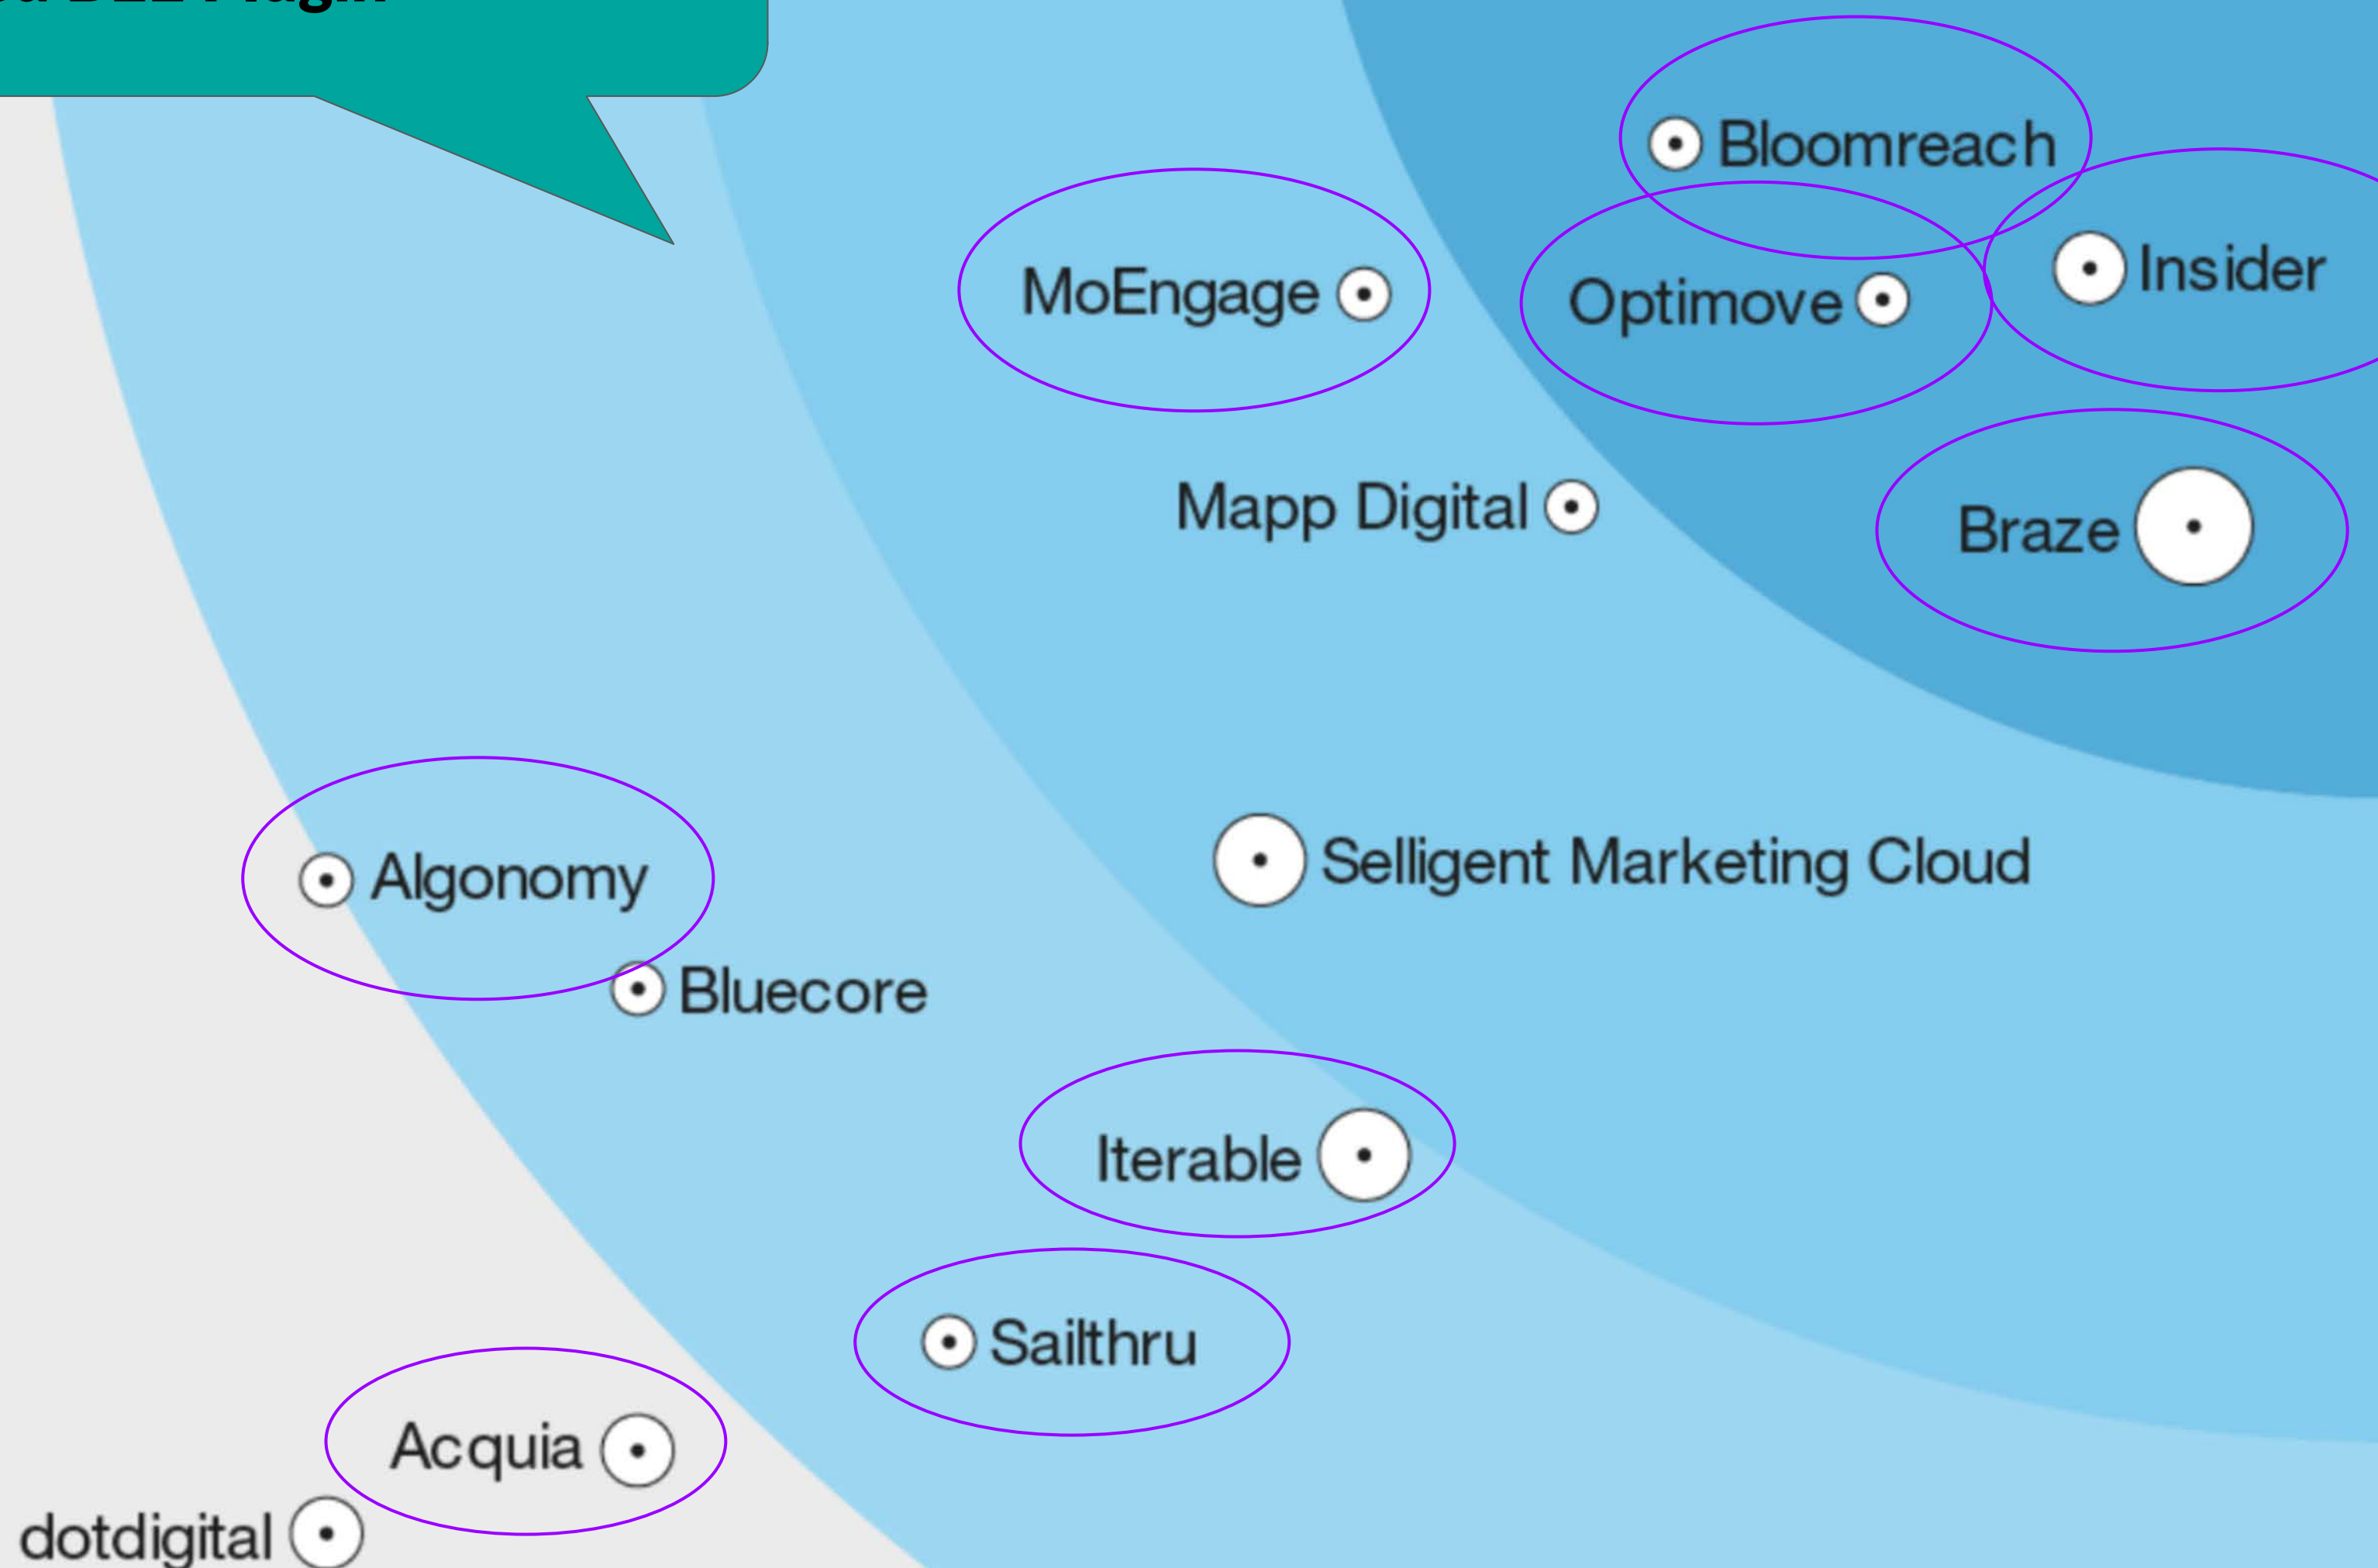 Bloomreach
Insider
MoEngage
Optimove
Mapp Digital
Braze
Selligent Marketing Cloud
Algonomy
Bluecore
Iterable
Sailthru
Acquia
dotdigital